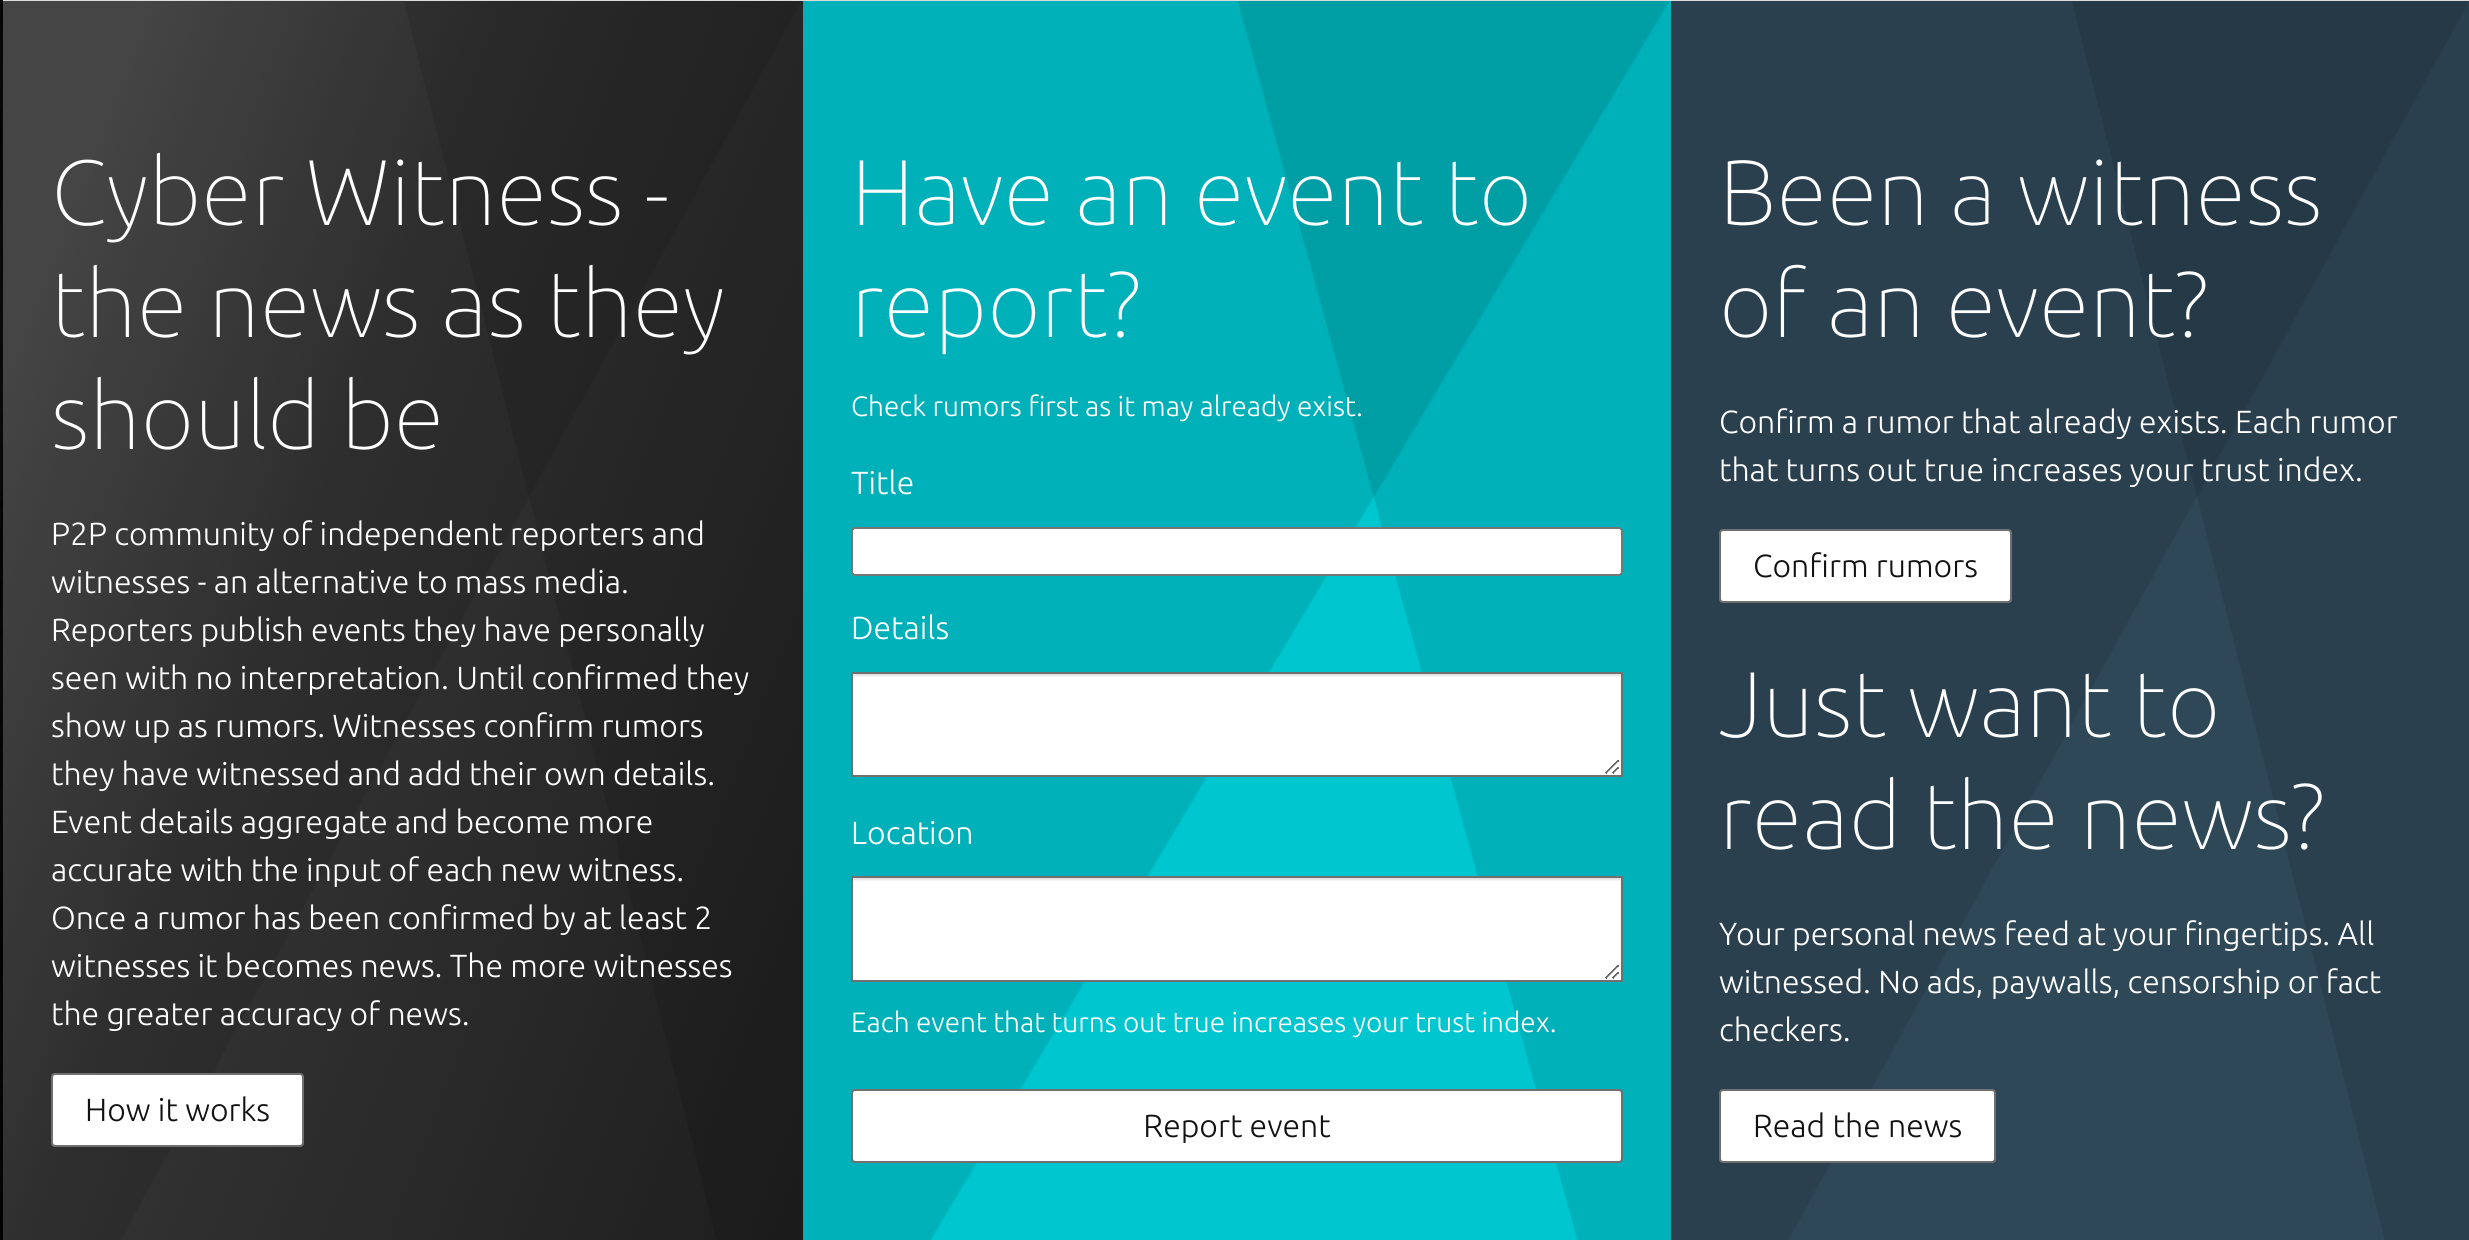 Cyber Witness -
the news as they
should be
P2P community of independent reporters and
witnesses - an alternative to mass media.
Reporters publish events they have personally
seen with no interpretation. Until confirmed they
show up as rumors. Witnesses confirm rumors
they have witnessed and add their own details.
Event details aggregate and become more
accurate with the input of each new witness.
Once a rumor has been confirmed by at least 2
witnesses it becomes news. The more witnesses
the greater accuracy of news.
How it works
Have an event to
report?
Check rumors first as it may already exist.
Title
Details
Location
Each event that turns out true increases your trust index.
Report event
Been a witness
of an event?
Confirm a rumor that already exists. Each rumor
that turns out true increases your trust index.
Confirm rumors
Just want to
read the news?
Your personal news feed at your fingertips. All
witnessed. No ads, paywalls, censorship or fact
checkers.
Read the news